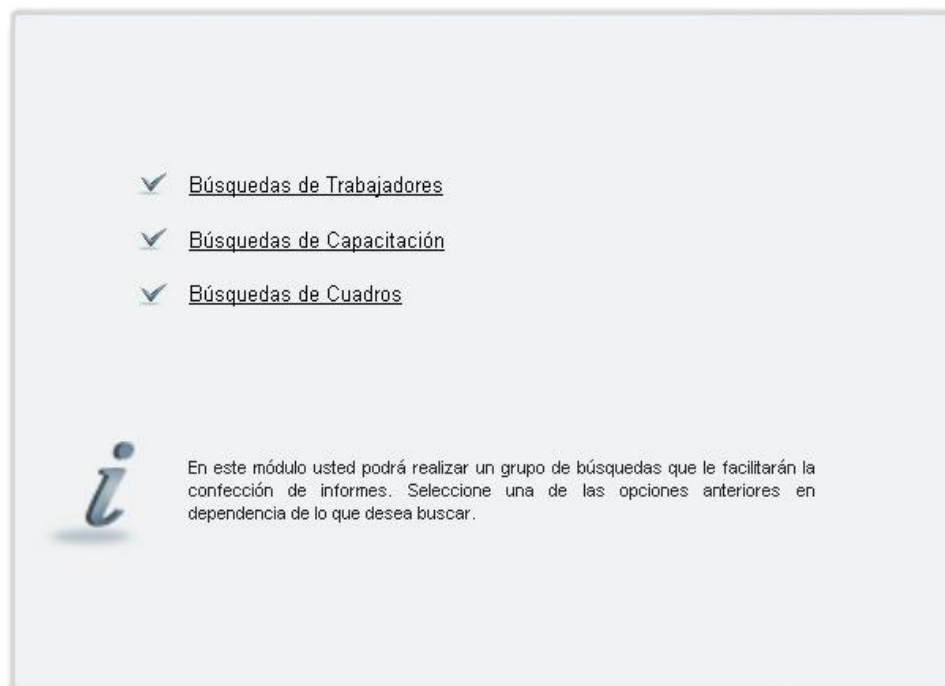 Búsquedas de Trabajadores
Búsquedas de Capacitación
Búsquedas de Cuadros
En este módulo usted podrá realizar un grupo de búsquedas que le facilitarán la
confección de informes. Seleccione una de las opciones anteriores en
dependencia de lo que desea buscar.